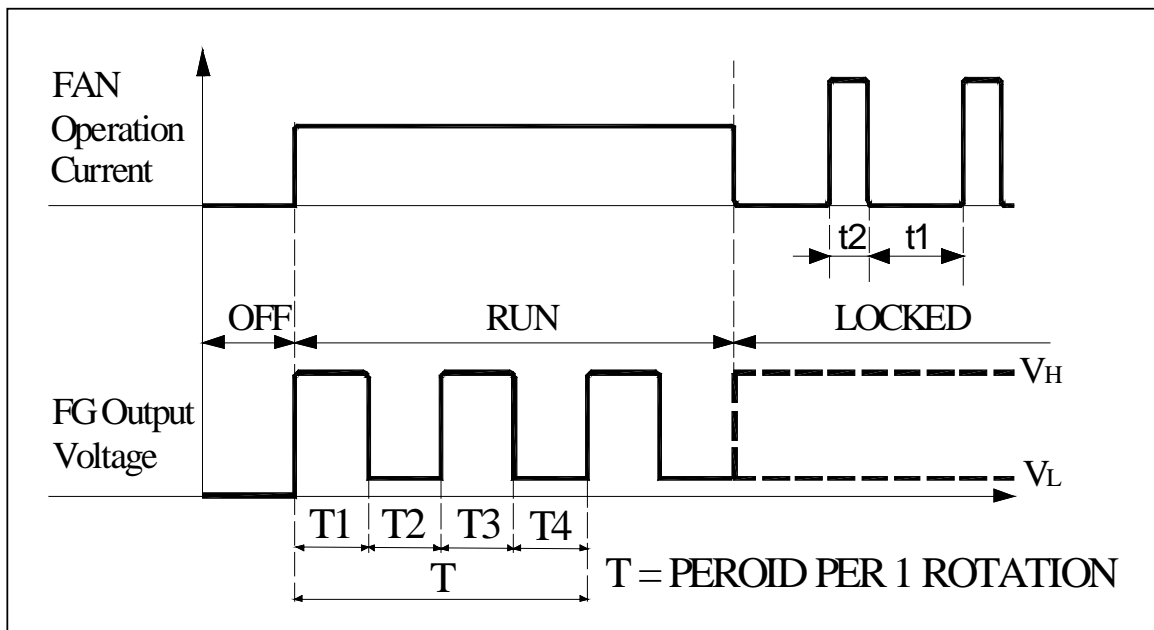 FAN
Operation
Current
t2 t1
OFF RUN LOCKED
VH
FG Output
Voltage
VL
T1 T2 T3 T4
T
T = PEROID PER 1 ROTATION